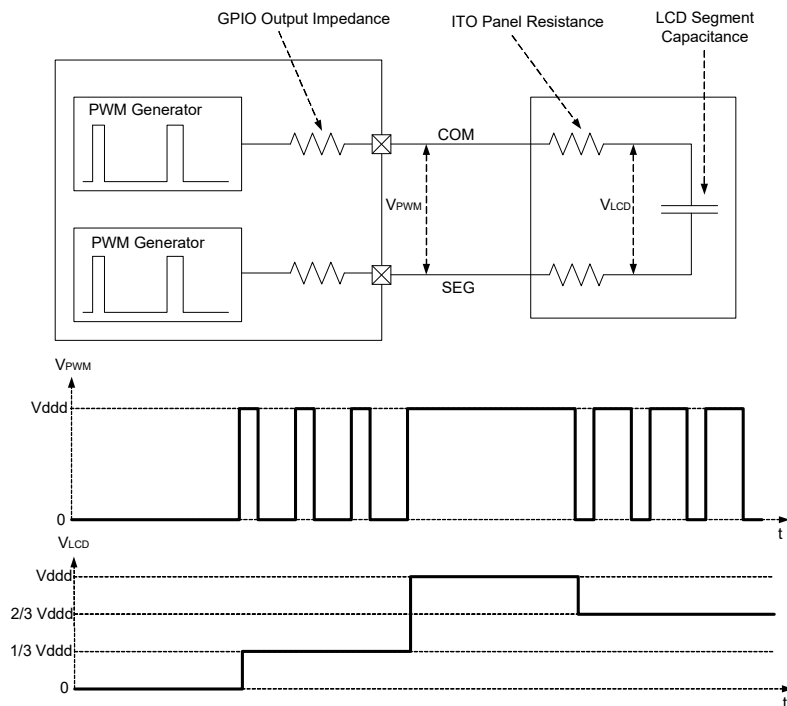 GPIO Output Impedance
ITO Panel Resistance
LCD Segment
Capacitance
PWM Generator
COM
VPWM
VLCD
PWM Generator
SEG
VPWM
Vddd
0
t
VLCD
Vddd
2/3 Vddd
1/3 Vddd
0
t